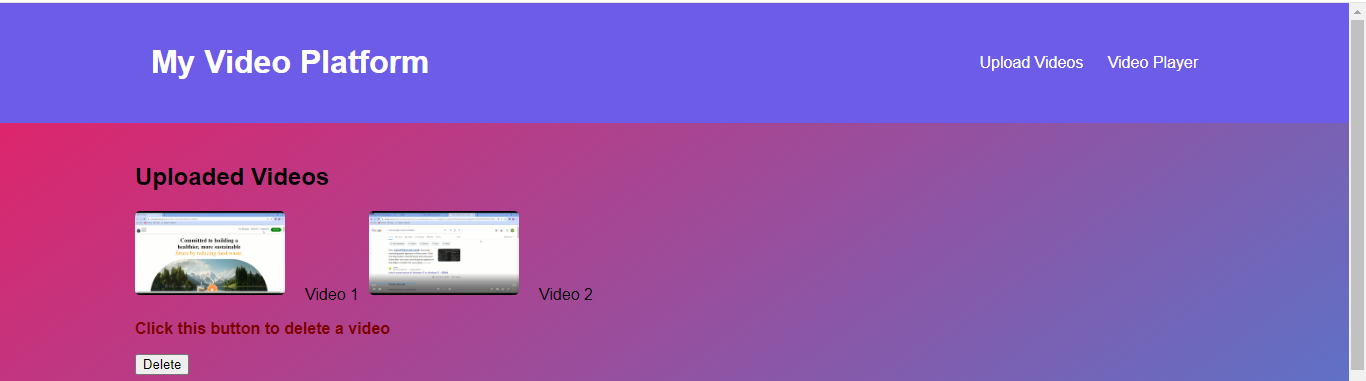 My Video Platform
Upload Videos Video Player
Uploaded Videos
Committed to building a
healthier, more sustainable
future by reducing food waste
Video 1
Video 2
Click this button to delete a video
Delete